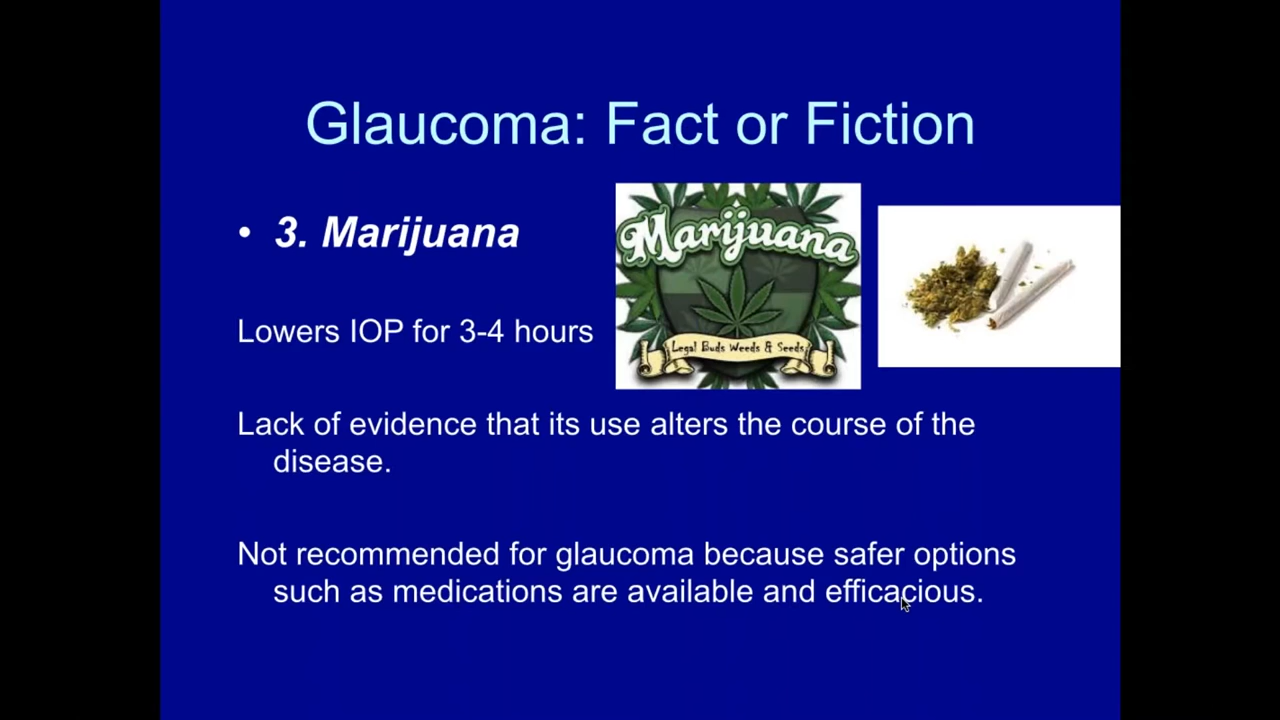 Glaucoma: Fact or Fiction
• 3. Marijuana
Marijuana
Legal Buds Weeds & Seeds
Lowers IOP for 3-4 hours
Lack of evidence that its use alters the course of the
disease.
Not recommended for glaucoma because safer options
such as medications are available and efficacious.